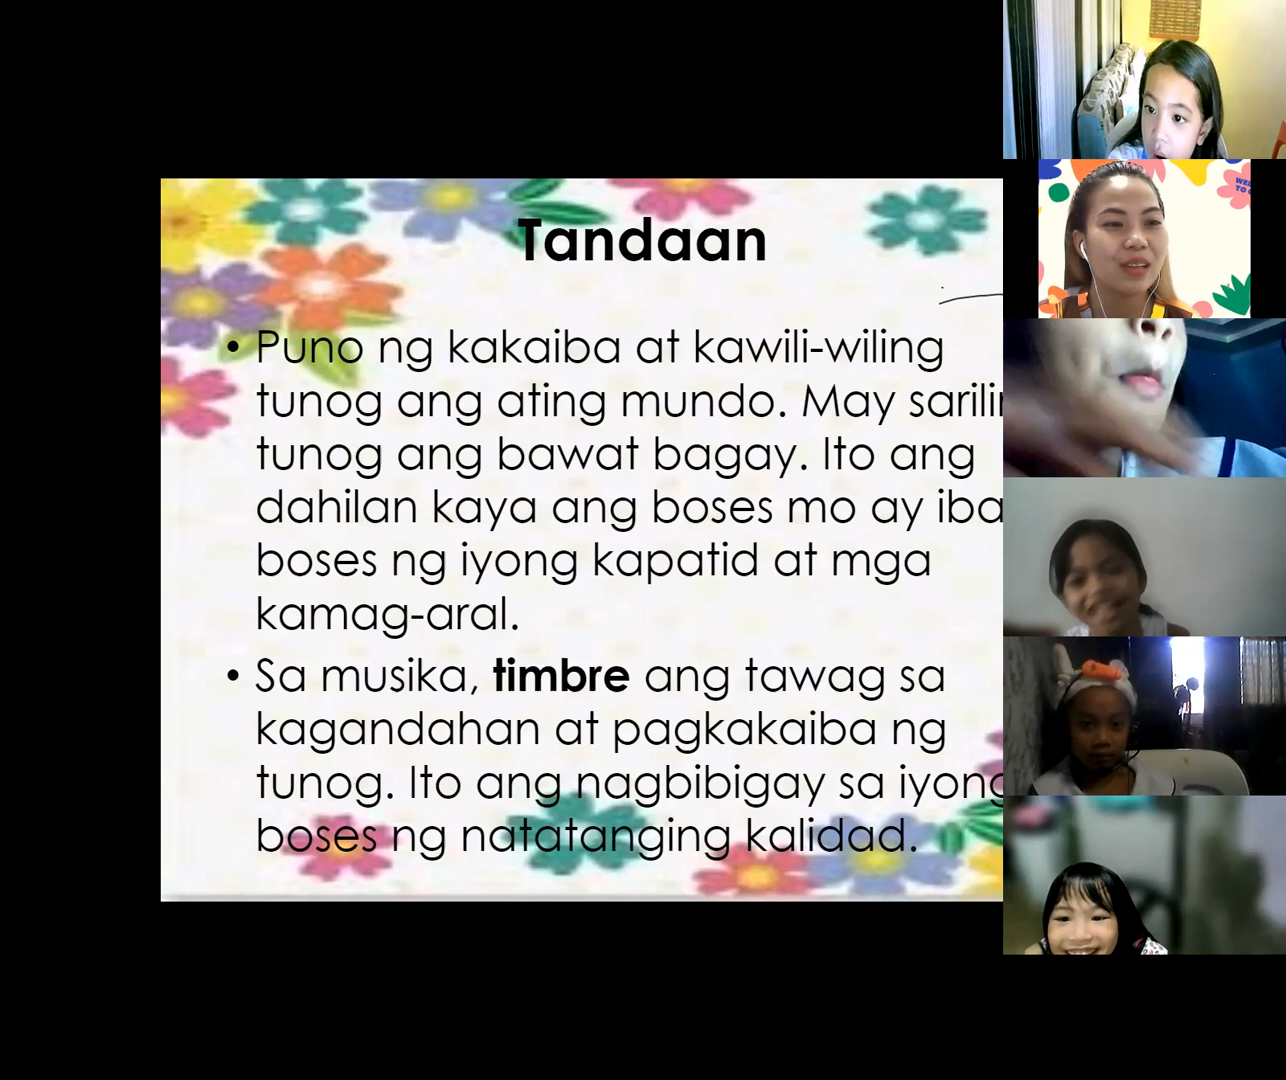 Tandaan
• Puno ng kakaiba at kawili-wiling
tunog ang ating mundo. May
tunog ang bawat bagay. Ito ang
dahilan kaya ang boses mo ay iba
boses ng iyong kapatid at mga
kamag-aral.
• Sa musika, timbre ang tawag sa
kagandahan at pagkakaiba ng
tunog. Ito ang nagbibigay sa iyong
boses ng natatanging kalidad.
TO